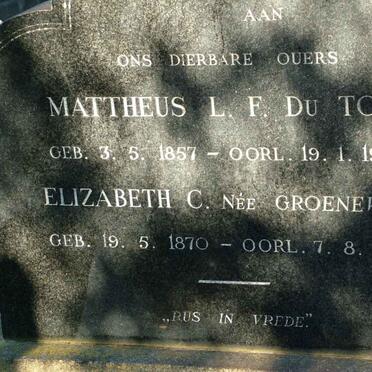 AAN
ONS DIERBARE OUERS
MATTHEUS L. F. DU TO
GEB. 3. 5. 1857 – OORL. 19. 1. 19
ELIZABETH C. NÉE GROENE
GEB. 19. 5. 1870 – OORL. 7. 8.
„RUS IN VREDE."